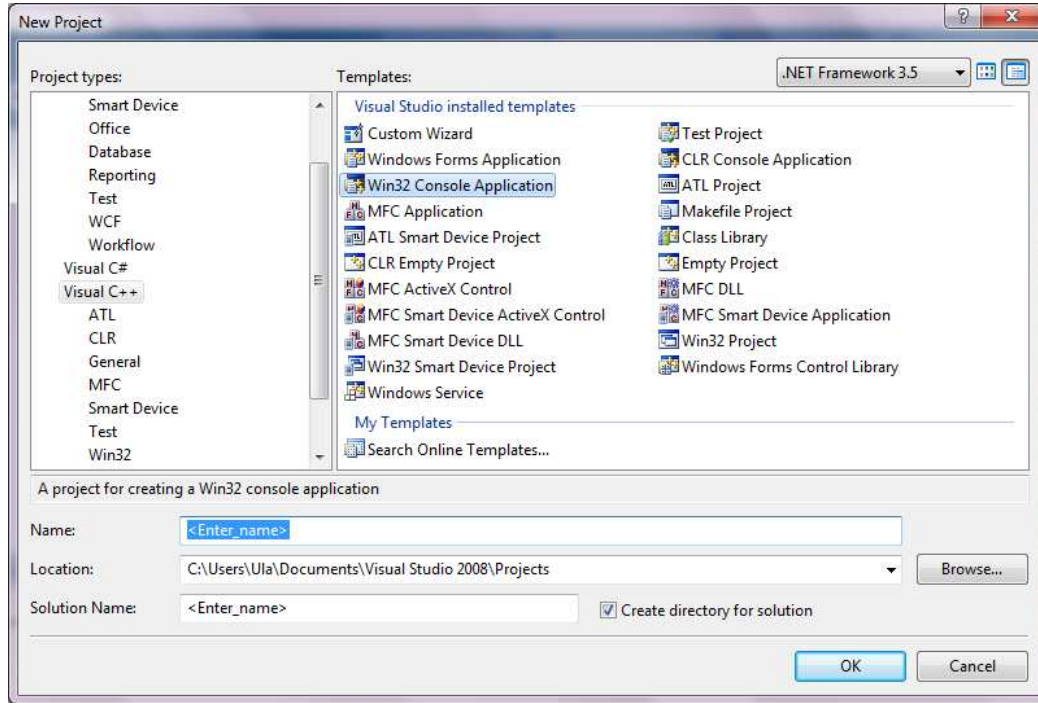 New Project
Project types:
Smart Device
Office
Database
Reporting
Test
WCF
Workflow
Visual C#
Visual C++
ATL
CLR
General
MFC
Smart Device
Test
Win32
Templates:
.NET Framework 3.5
Visual Studio installed templates
Custom Wizard
Test Project
Windows Forms Application
CLR Console Application
Win32 Console Application
ATL Project
MFC Application
Makefile Project
ATL Smart Device Project
Class Library
CLR Empty Project
Empty Project
MFC ActiveX Control
MFC DLL
MFC Smart Device ActiveX Control
MFC Smart Device Application
MFC Smart Device DLL
Win32 Project
Win32 Smart Device Project
Windows Forms Control Library
Windows Service
My Templates
Search Online Templates...
A project for creating a Win32 console application
Name:
<Enter_name>
Location:
C:\Users\Ula\Documents\Visual Studio 2008\Projects
Browse...
Solution Name:
<Enter_name>
Create directory for solution
OK
Cancel